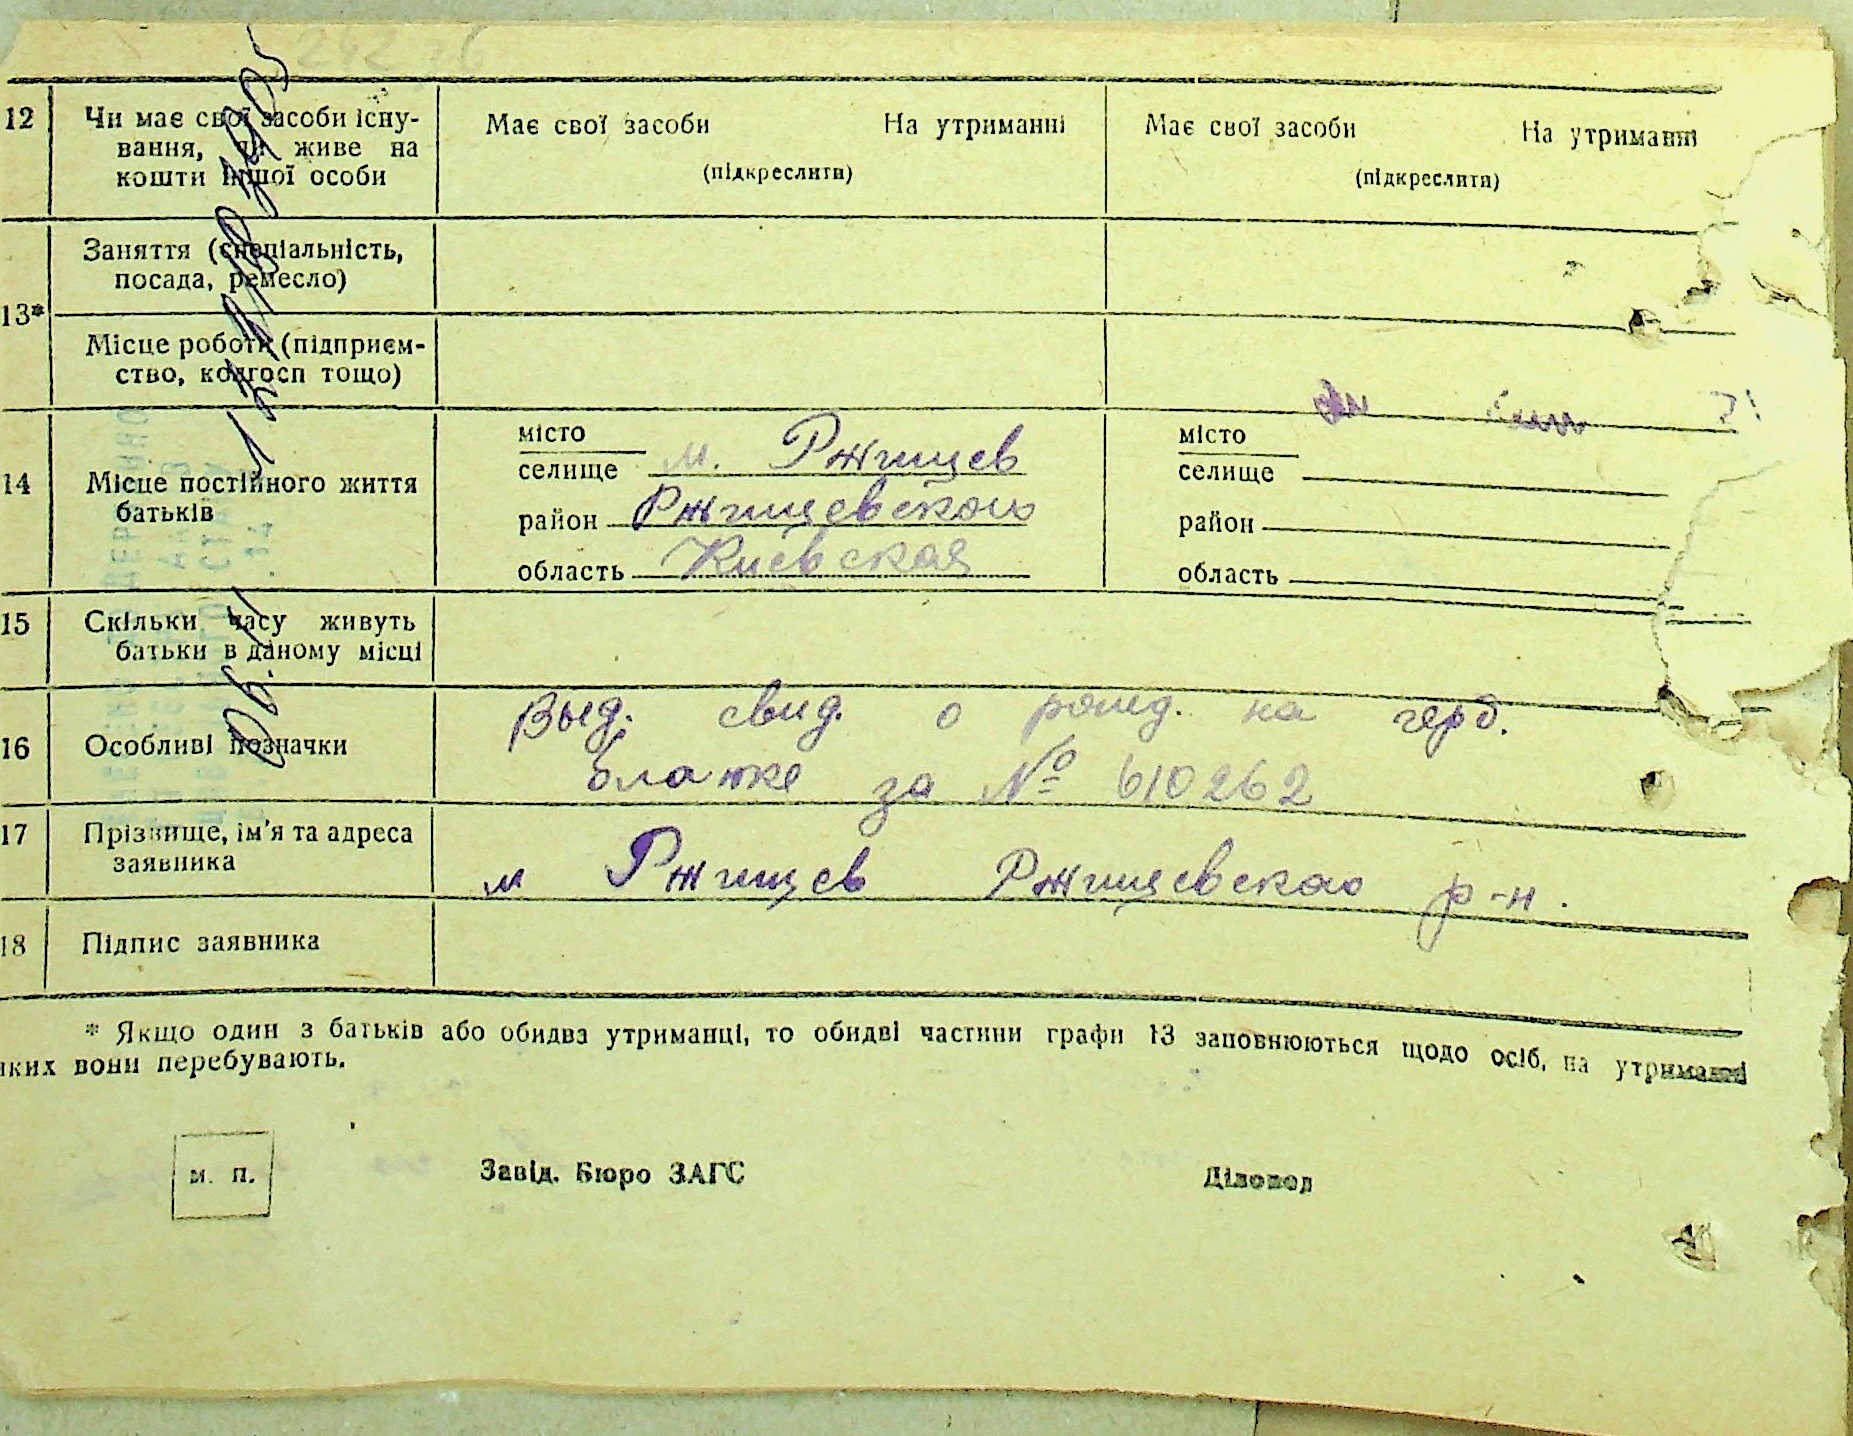 12 Чи має свої засоби існу- Має свої засоби На утриманні Має свої засоби На утриманні
вання, чи живе на
кошти іншої особи (підкреслити) (підкреслити)
Заняття (спеціальність,
посада, ремесло)
13*
Місце роботи (підприєм-
ство, колгосп тощо)
14 Місце постійного життя
батьків
місто
селище м. Ржищев
район Ржищевского
область Киевская
місто
селище
район
область
15 Скільки часу живуть
батьки в даному місці
16 Особливі позначки Выд. свид. о рожд. на герб.
бланке за № 610262
17 Прізвище, ім'я та адреса
заявника м Ржищев Ржищевского р-н.
18 Підпис заявника
* Якщо один з батьків або обидва утриманці, то обидві частини графи 13 заповнюються щодо осіб, на утриманні
яких вони перебувають.
м. п. Завід. Бюро ЗАГС Діловод